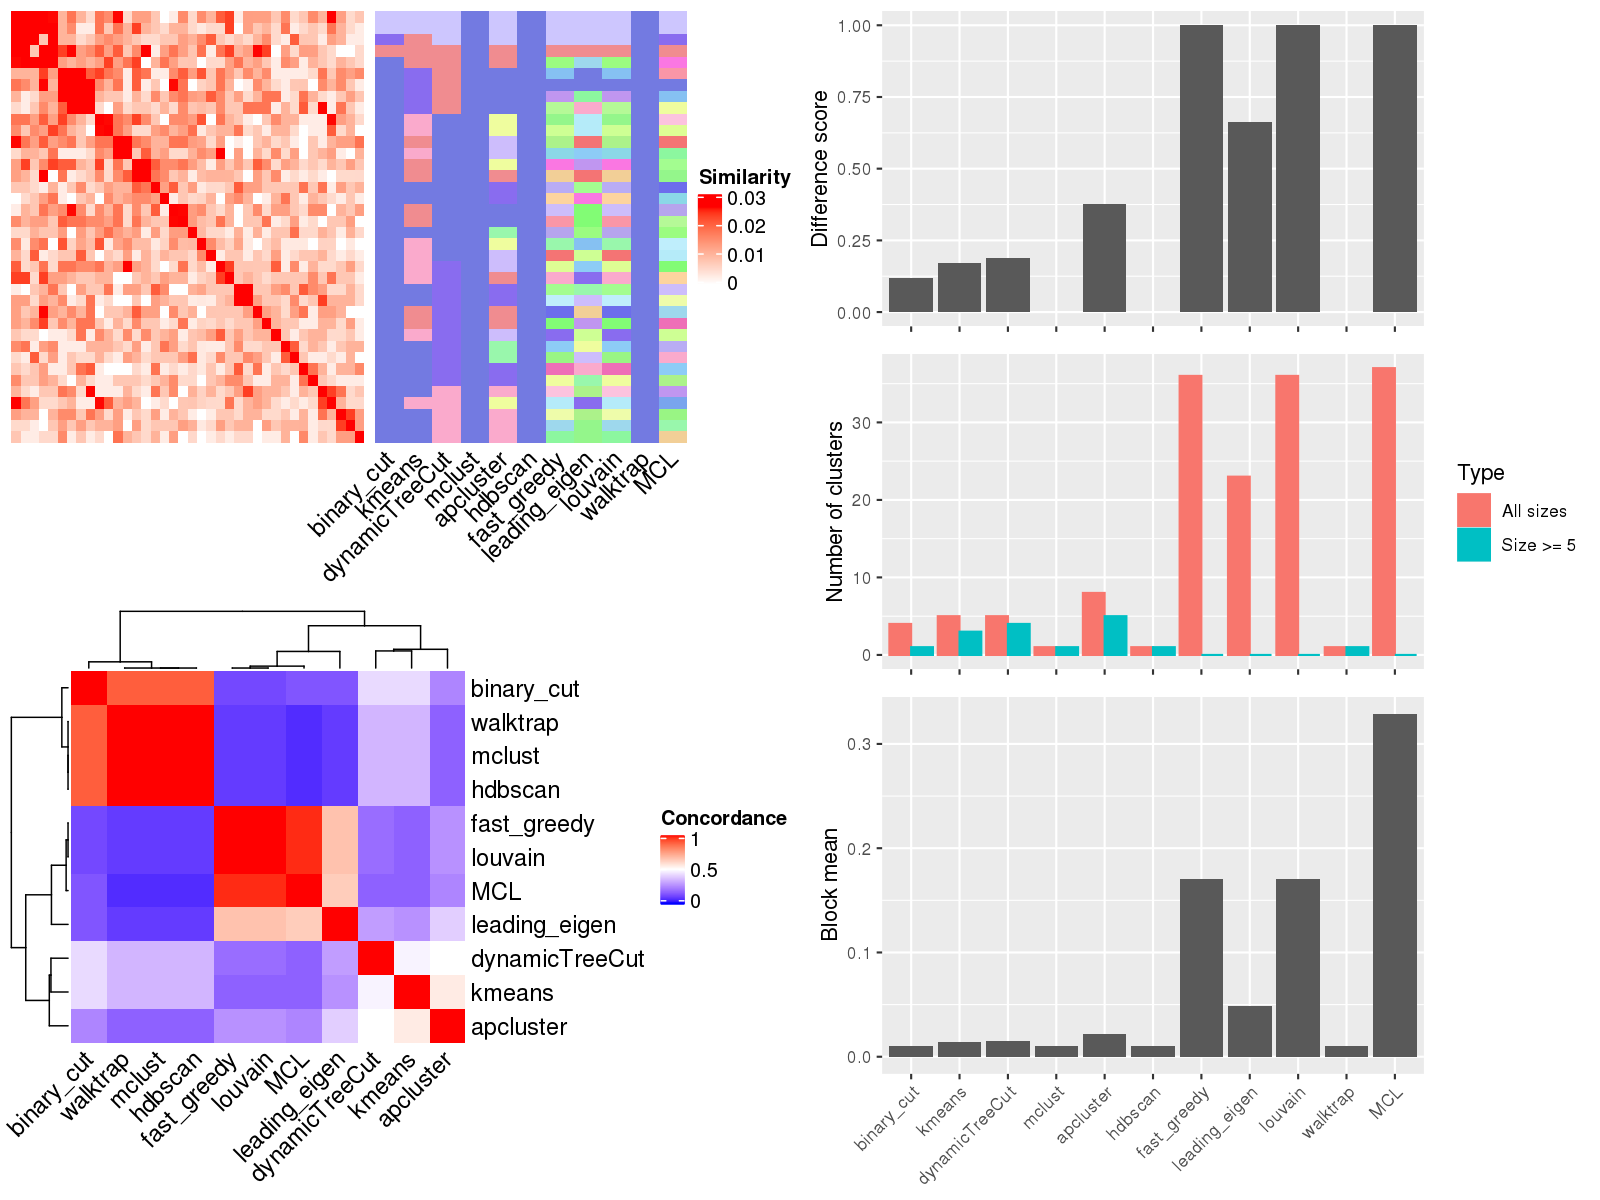 Similarity
0.03
0.02
0.01
0
binary_cut
kmeans
dynamicTreeCut
mclust
apcluster
hdbscan
fast_greedy
leading_eigen
louvain
walktrap
MCL
binary_cut
walktrap
mclust
hdbscan
fast_greedy
louvain
MCL
leading_eigen
dynamicTreeCut
kmeans
apcluster
Concordance
1
0.5
0
binary_cut
walktrap
mclust
hdbscan
fast_greedy
louvain
MCL
leading_eigen
dynamicTreeCut
kmeans
apcluster
Difference score
1.00
0.75
0.50
0.25
0.00
Number of clusters
30
20
10
0
Type
All sizes
Size >= 5
Block mean
0.3
0.2
0.1
0.0
binary_cut
kmeans
dynamicTreeCut
mclust
apcluster
hdbscan
fast_greedy
leading_eigen
louvain
walktrap
MCL